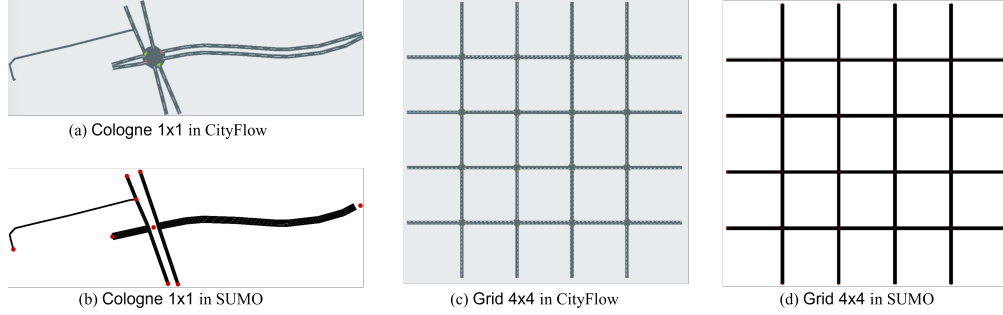 (a) Cologne 1x1 in CityFlow
(b) Cologne 1x1 in SUMO
(c) Grid 4x4 in CityFlow
(d) Grid 4x4 in SUMO